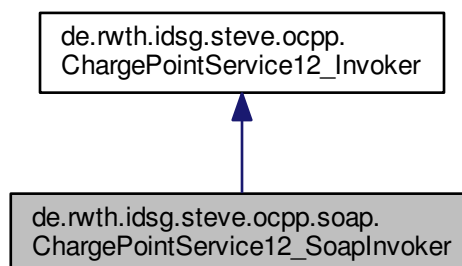 de.rwth.idsg.steve.ocpp.
ChargePointService12_Invoker
de.rwth.idsg.steve.ocpp.soap.
ChargePointService12_SoapInvoker